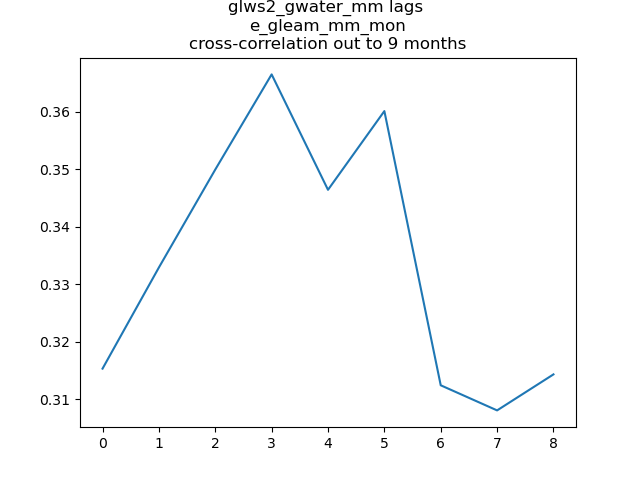 glws2_gwater_mm lags
e_gleam_mm_mon
cross-correlation out to 9 months
0.36
0.35
0.34
0.33
0.32
0.31
0 1 2 3 4 5 6 7 8